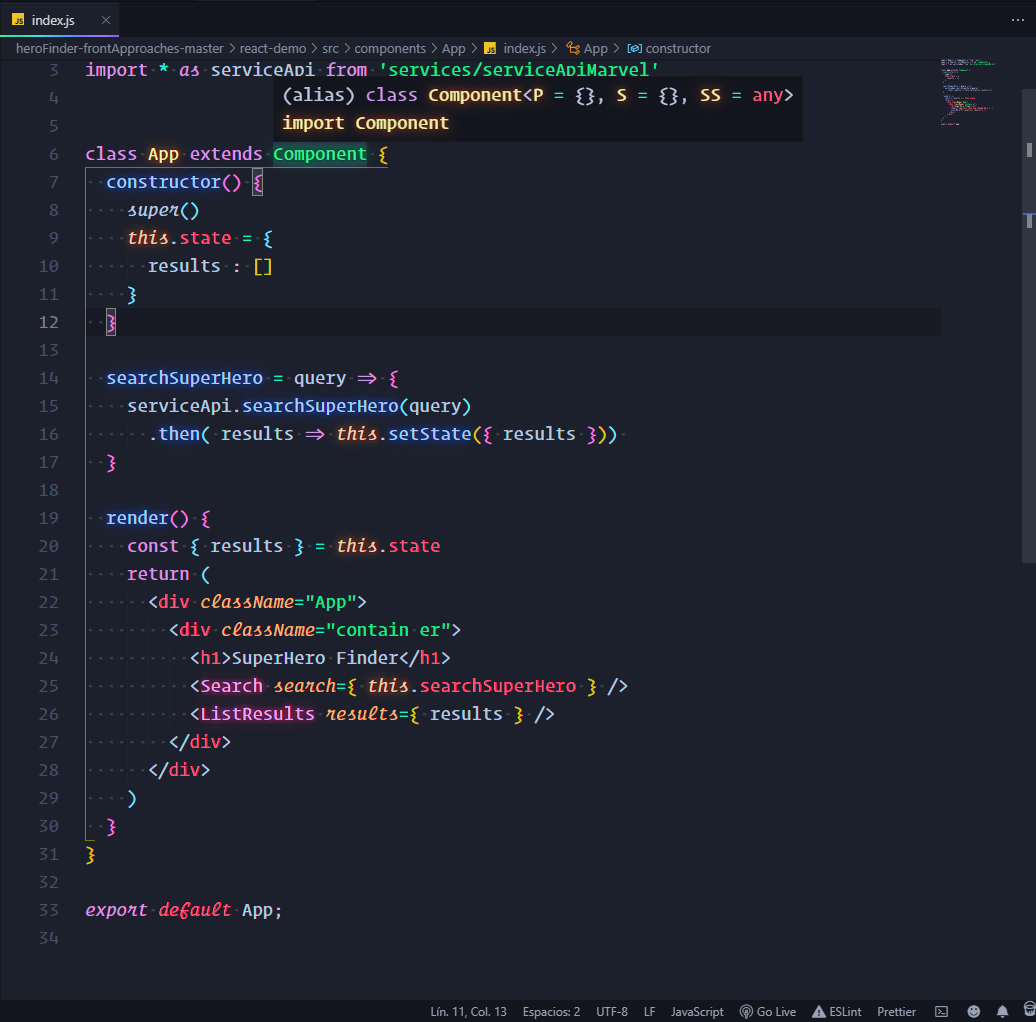 JS index.js ×
heroFinder-frontApproaches-master > react-demo > src > components > App > JS index.js > App > constructor
3 import * as serviceApi from 'services/serviceApiMarvel'
4
(alias) class Component<P = {}, S = {}, SS = any>
import Component
5
6 class App extends Component {
7 constructor() {
8 super()
9 this.state = {
10 results : []
11 }
12 }
13
14 searchSuperHero = query => {
15 serviceApi.searchSuperHero(query)
16 .then( results => this.setState({ results }))
17 }
18
19 render() {
20 const { results } = this.state
21 return (
22 <div className="App">
23 <div className="contain er">
24 <h1>SuperHero Finder</h1>
25 <Search search={ this.searchSuperHero } />
26 <ListResults results={ results } />
27 </div>
28 </div>
29 )
30 }
31 }
32
33 export default App;
34
Lín. 11, Col. 13 Espacios: 2 UTF-8 LF JavaScript Go Live ESLint Prettier